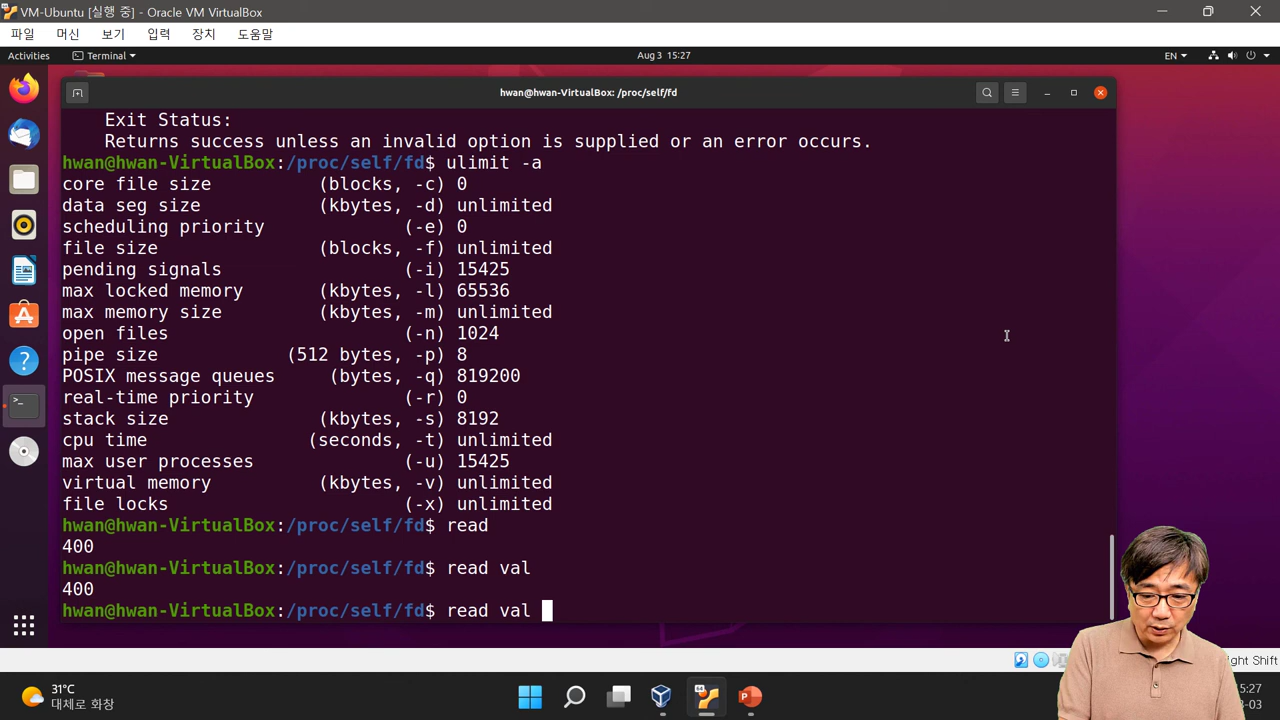 VM-Ubuntu [실행 중] - Oracle VM VirtualBox
파일 머신 보기 입력 장치 도움말
Activities Terminal Aug 3 15:27 EN
hwan@hwan-VirtualBox: /proc/self/fd
Exit Status:
Returns success unless an invalid option is supplied or an error occurs.
hwan@hwan-VirtualBox:/proc/self/fd$ ulimit -a
core file size (blocks, -c) 0
data seg size (kbytes, -d) unlimited
scheduling priority (-e) 0
file size (blocks, -f) unlimited
pending signals (-i) 15425
max locked memory (kbytes, -l) 65536
max memory size (kbytes, -m) unlimited
open files (-n) 1024
pipe size (512 bytes, -p) 8
POSIX message queues (bytes, -q) 819200
real-time priority (-r) 0
stack size (kbytes, -s) 8192
cpu time (seconds, -t) unlimited
max user processes (-u) 15425
virtual memory (kbytes, -v) unlimited
file locks (-x) unlimited
hwan@hwan-VirtualBox:/proc/self/fd$ read
400
hwan@hwan-VirtualBox:/proc/self/fd$ read val
400
hwan@hwan-VirtualBox:/proc/self/fd$ read val
ight Shift
31°C
대체로 화창
5:27
8-03